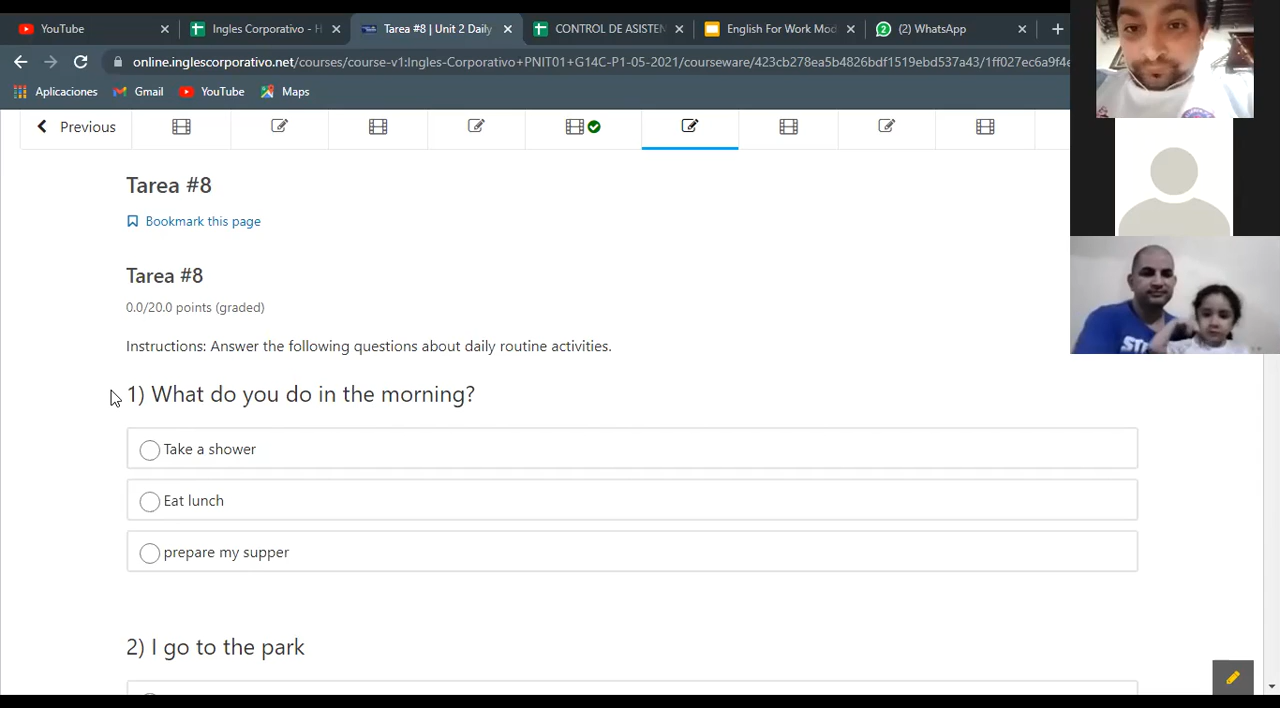 YouTube
Ingles Corporativo - H
Tarea #8 | Unit 2 Daily
CONTROL DE ASISTEN
English For Work Mod
(2) WhatsApp
online.inglescorporativo.net/courses/course-v1:Ingles-Corporativo+PNIT01+G14C-P1-05-2021/courseware/423cb278ea5b4826bdf1519ebd537a43/1ff027ec6a9f4e
Aplicaciones Gmail YouTube Maps
Previous
Tarea #8
Bookmark this page
Tarea #8
0.0/20.0 points (graded)
Instructions: Answer the following questions about daily routine activities.
1) What do you do in the morning?
Take a shower
Eat lunch
prepare my supper
2) I go to the park